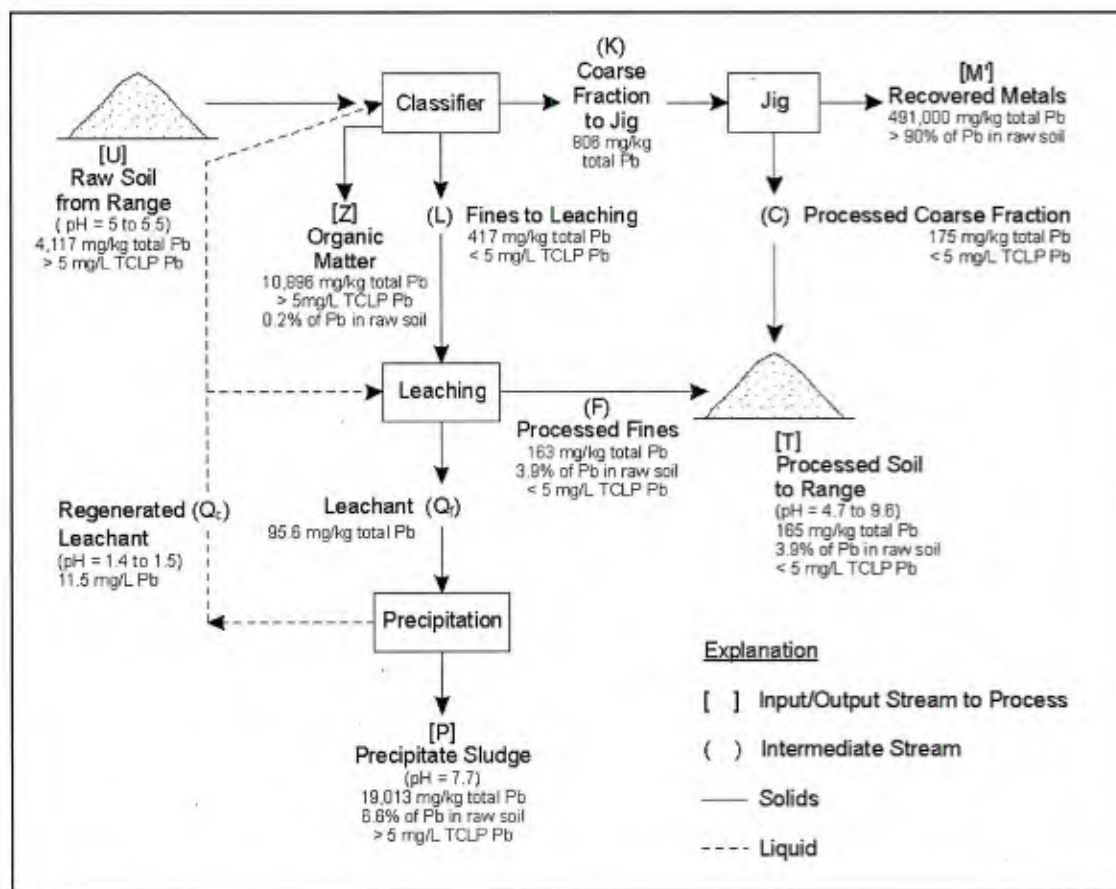 Classifier
(K)
Coarse
Fraction
to Jig
806 mg/kg
total Pb
Jig
[M']
Recovered Metals
491,000 mg/kg total Pb
> 90% of Pb in raw soil
[U]
Raw Soil
from Range
( pH = 5 to 5.5)
4,117 mg/kg total Pb
> 5 mg/L TCLP Pb
[Z]
Organic
Matter
10,896 mg/kg total Pb
> 5mg/L TCLP Pb
0.2% of Pb in raw soil
(L) Fines to Leaching
417 mg/kg total Pb
< 5 mg/L TCLP Pb
(C) Processed Coarse Fraction
175 mg/kg total Pb
< 5 mg/L TCLP Pb
Leaching
(F)
Processed Fines
163 mg/kg total Pb
3.9% of Pb in raw soil
< 5 mg/L TCLP Pb
[T]
Processed Soil
to Range
(pH = 4.7 to 9.6)
165 mg/kg total Pb
3.9% of Pb in raw soil
< 5 mg/L TCLP Pb
Regenerated (Qc)
Leachant
(pH = 1.4 to 1.5)
11.5 mg/L Pb
Leachant (Qf)
95.6 mg/kg total Pb
Precipitation
[P]
Precipitate Sludge
(pH = 7.7)
19,013 mg/kg total Pb
6.6% of Pb in raw soil
> 5 mg/L TCLP Pb
Explanation
[ ] Input/Output Stream to Process
( ) Intermediate Stream
Solids
Liquid